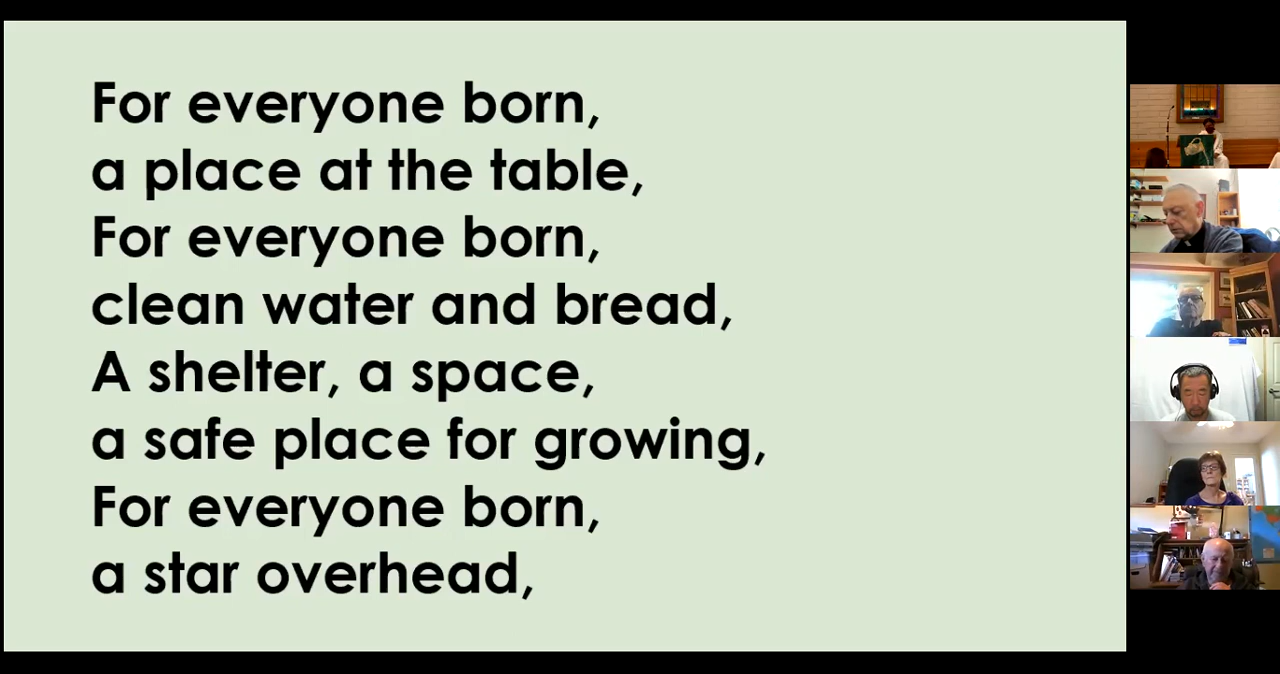 For everyone born,
a place at the table,
For everyone born,
clean water and bread,
A shelter, a space,
a safe place for growing,
For everyone born,
a star overhead,